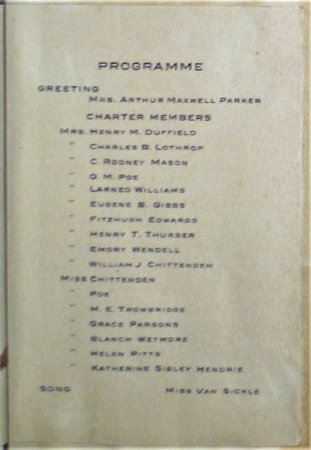 PROGRAMME
GREETING
MRS. ARTHUR MAXWELL PARKER
CHARTER MEMBERS
MRS. HENRY M. DUFFIELD
" CHARLES B. LOTHROP
" C. RODNEY MASON
" O. M. POE
" LARNED WILLIAMS
" EUGENE B. GIBBS
" FITZHUGH EDWARDS
" HENRY T. THURBER
" EMORY WENDELL
" WILLIAM J. CHITTENDEN
MISS CHITTENDEN
" POE
" M. E. TROWBRIDGE
" GRACE PARSONS
" BLANCH WETMORE
" HELEN PITTS
" KATHERINE SIBLEY HENDRIE
SONG MISS VAN SICKLE